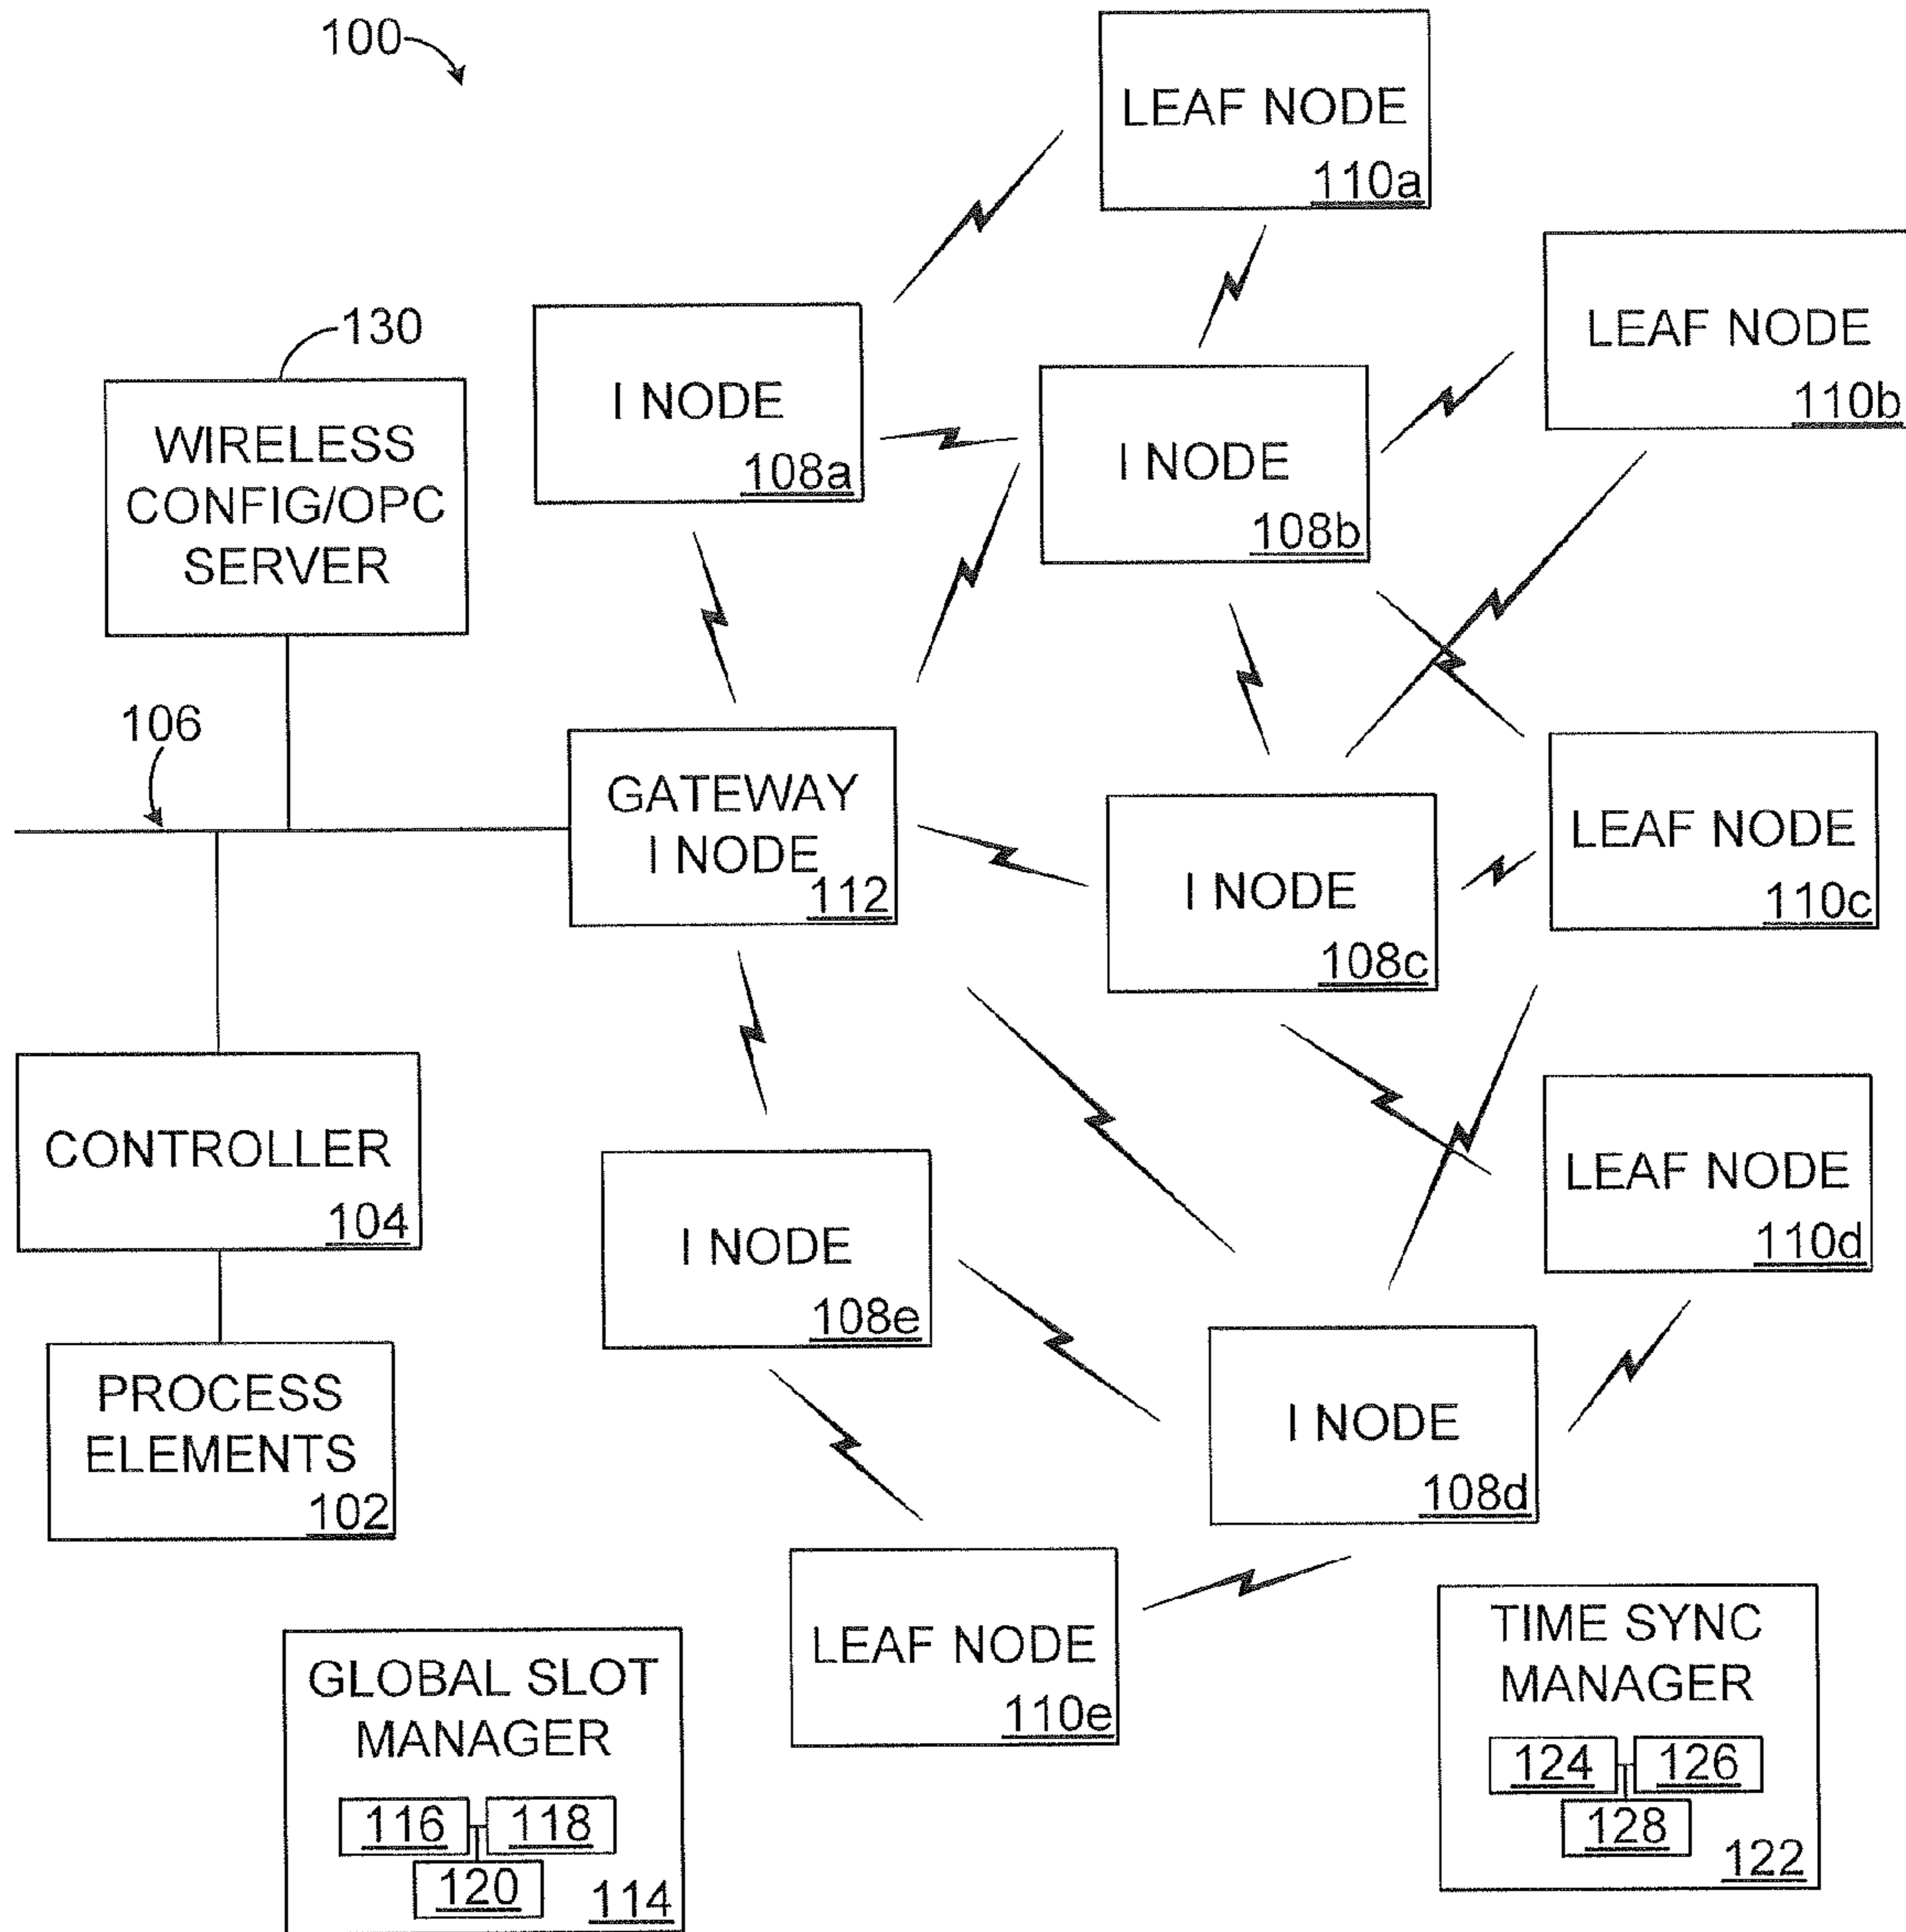 100
LEAF NODE
110a
LEAF NODE
110b
130
WIRELESS
CONFIG/OPC
SERVER
I NODE
108a
I NODE
108b
106
GATEWAY
I NODE
112
LEAF NODE
110c
I NODE
108c
CONTROLLER
104
LEAF NODE
110d
I NODE
108e
PROCESS
ELEMENTS
102
I NODE
108d
LEAF NODE
110e
GLOBAL SLOT
MANAGER
116 118
120
114
TIME SYNC
MANAGER
124 126
128
122